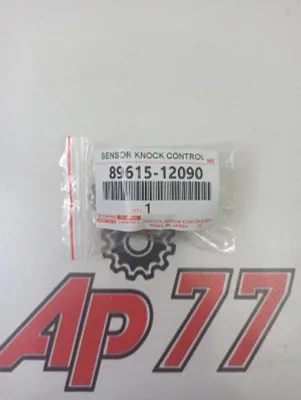 SENSOR KNOCK CONTROL
89615-12090
1
AP 77